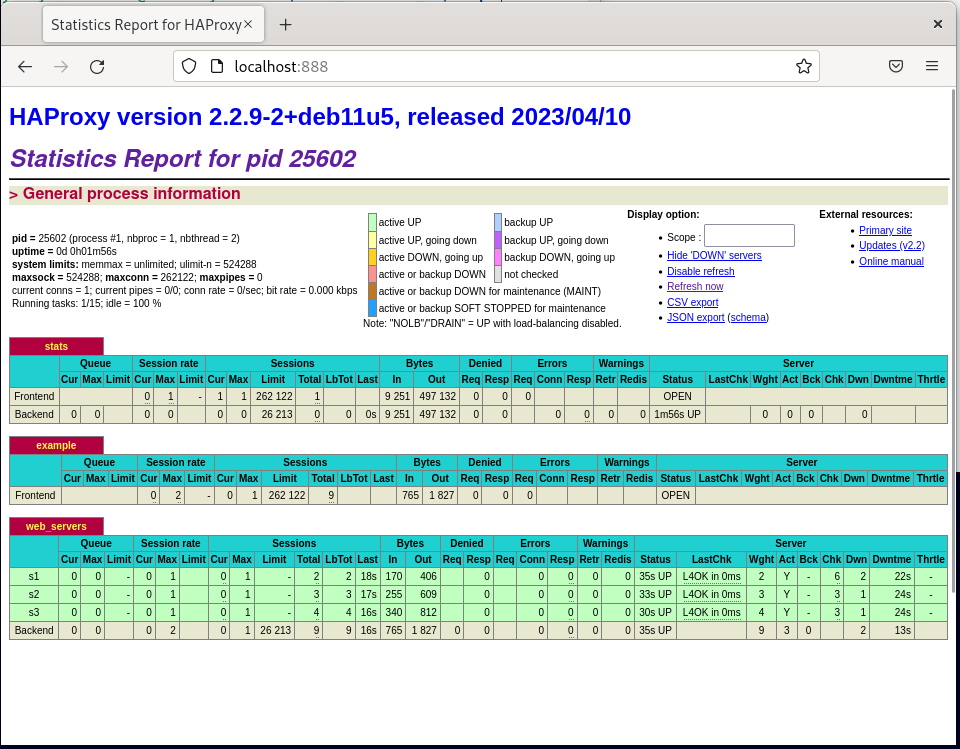 Statistics Report for HAProxy
localhost:888
HAProxy version 2.2.9-2+deb11u5, released 2023/04/10
Statistics Report for pid 25602
> General process information
pid = 25602 (process #1, nbproc = 1, nbthread = 2)
uptime = 0d 0h01m56s
system limits: memmax = unlimited; ulimit-n = 524288
maxsock = 524288; maxconn = 262122; maxpipes = 0
current conns = 1; current pipes = 0/0; conn rate = 0/sec; bit rate = 0.000 kbps
Running tasks: 1/15; idle = 100 %
active UP backup UP
active UP, going down backup UP, going down
active DOWN, going up backup DOWN, going up
active or backup DOWN not checked
active or backup DOWN for maintenance (MAINT)
active or backup SOFT STOPPED for maintenance
Note: "NOLB"/"DRAIN" = UP with load-balancing disabled.
Display option:
Scope :
Hide 'DOWN' servers
Disable refresh
Refresh now
CSV export
JSON export (schema)
External resources:
Primary site
Updates (v2.2)
Online manual
stats
Queue Session rate Sessions Bytes Denied Errors Warnings Server
Cur Max Limit Cur Max Limit Cur Max Limit Total LbTot Last In Out Req Resp Req Conn Resp Retr Redis Status LastChk Wght Act Bck Chk Dwn Dwntme Thrtle
Frontend 0 1 - 1 1 262 122 1 9 251 497 132 0 0 0 OPEN
Backend 0 0 0 0 0 0 26 213 0 0 0s 9 251 497 132 0 0 0 0 0 0 1m56s UP 0 0 0 0
example
Queue Session rate Sessions Bytes Denied Errors Warnings Server
Cur Max Limit Cur Max Limit Cur Max Limit Total LbTot Last In Out Req Resp Req Conn Resp Retr Redis Status LastChk Wght Act Bck Chk Dwn Dwntme Thrtle
Frontend 0 2 - 0 1 262 122 9 765 1 827 0 0 0 OPEN
web_servers
Queue Session rate Sessions Bytes Denied Errors Warnings Server
Cur Max Limit Cur Max Limit Cur Max Limit Total LbTot Last In Out Req Resp Req Conn Resp Retr Redis Status LastChk Wght Act Bck Chk Dwn Dwntme Thrtle
s1 0 0 - 0 1 0 1 - 2 2 18s 170 406 0 0 0 0 0 35s UP L4OK in 0ms 2 Y - 6 2 22s -
s2 0 0 - 0 1 0 1 - 3 3 17s 255 609 0 0 0 0 0 33s UP L4OK in 0ms 3 Y - 3 1 24s -
s3 0 0 - 0 1 0 1 - 4 4 16s 340 812 0 0 0 0 0 30s UP L4OK in 0ms 4 Y - 3 1 24s -
Backend 0 0 0 2 0 1 26 213 9 9 16s 765 1 827 0 0 0 0 0 0 35s UP 9 3 0 2 13s